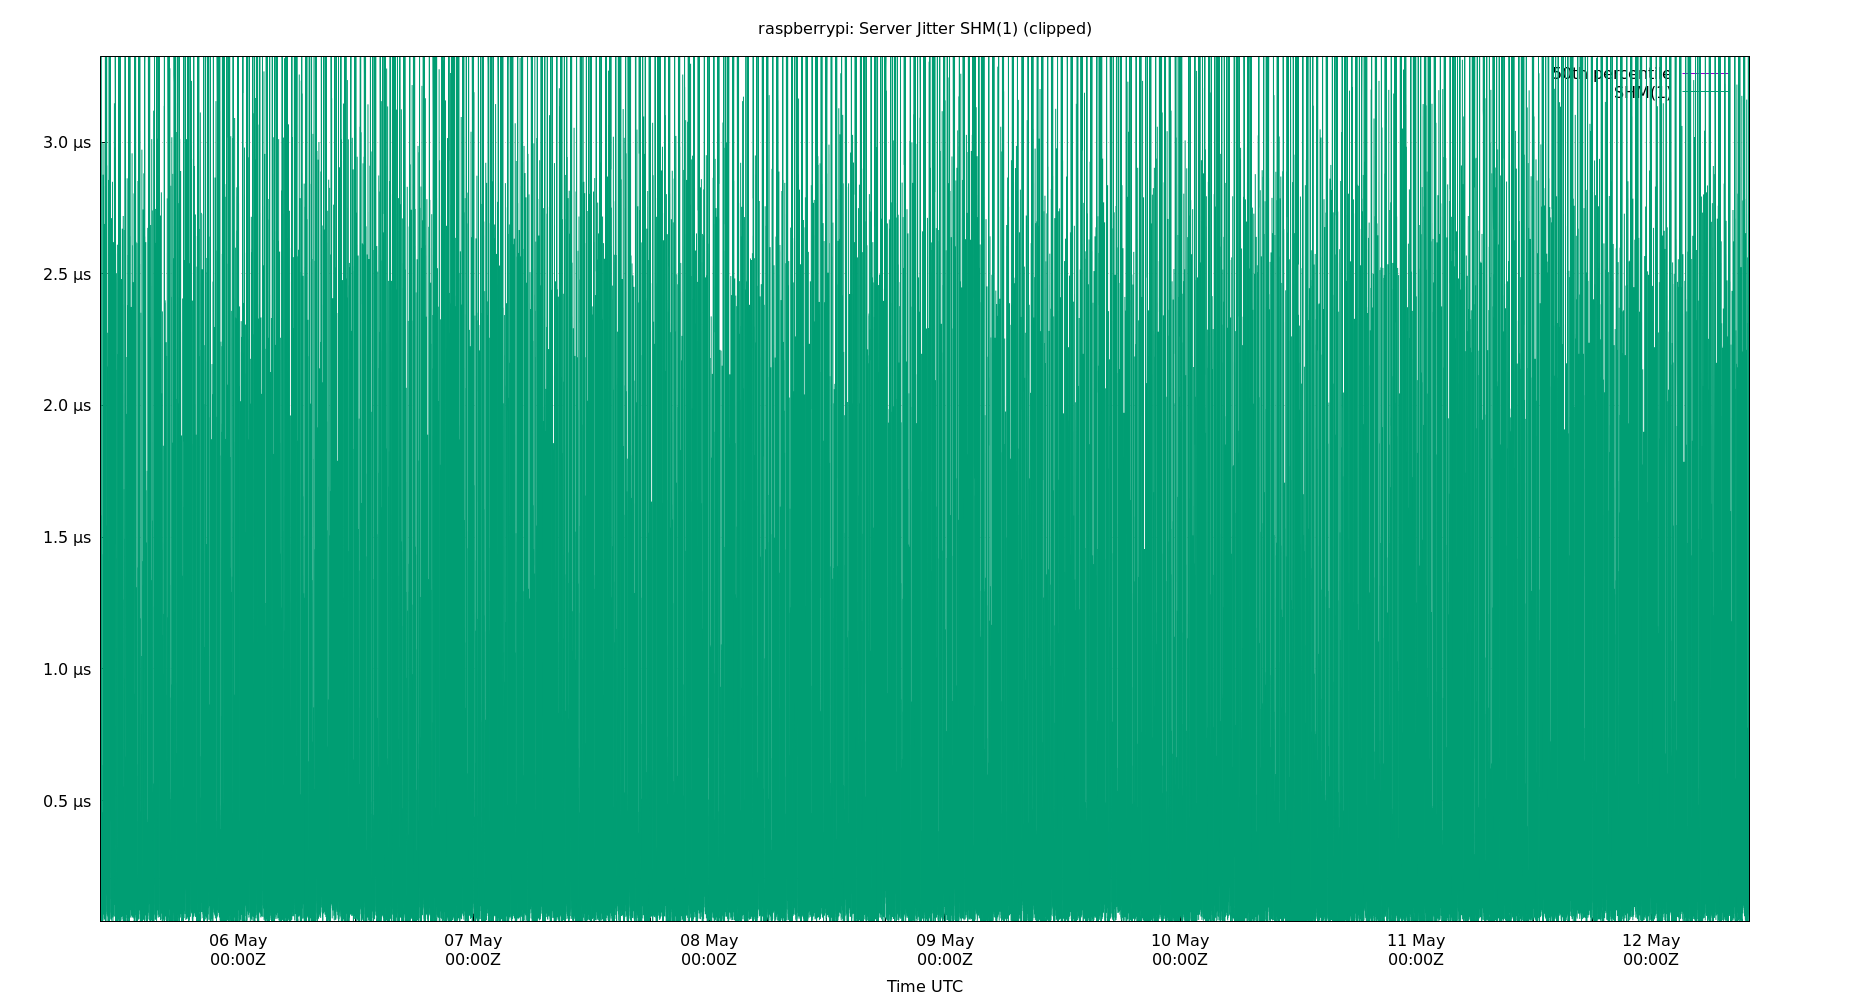 raspberrypi: Server Jitter SHM(1) (clipped)
50th percentile
SHM(1)
3.0 µs
2.5 µs
2.0 µs
1.5 µs
1.0 µs
0.5 µs
06 May 07 May 08 May 09 May 10 May 11 May 12 May
00:00Z 00:00Z 00:00Z 00:00Z 00:00Z 00:00Z 00:00Z
Time UTC